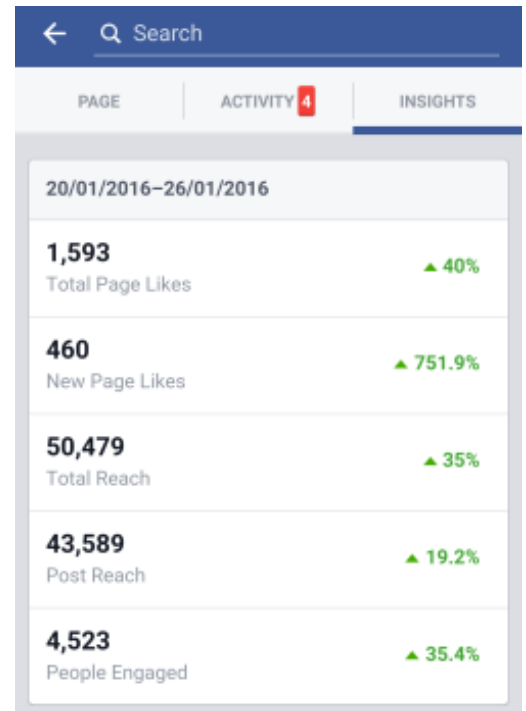 Search
PAGE ACTIVITY 4 INSIGHTS
20/01/2016–26/01/2016
1,593
Total Page Likes
▲ 40%
460
New Page Likes
▲ 751.9%
50,479
Total Reach
▲ 35%
43,589
Post Reach
▲ 19.2%
4,523
People Engaged
▲ 35.4%